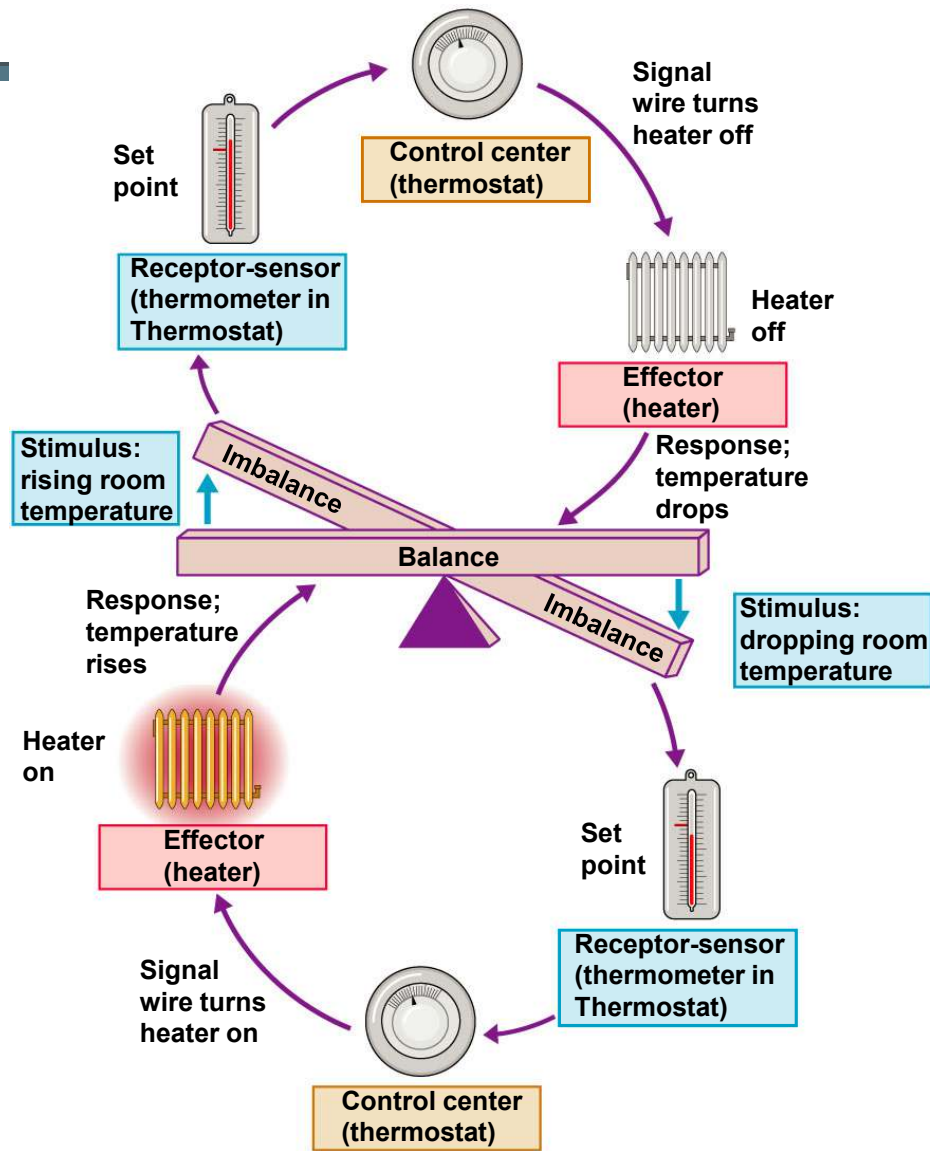 Set
point
Control center
(thermostat)
Signal
wire turns
heater off
Receptor-sensor
(thermometer in
Thermostat)
Heater
off
Effector
(heater)
Stimulus:
rising room
temperature
Imbalance
Response;
temperature
drops
Balance
Response;
temperature
rises
Imbalance
Stimulus:
dropping room
temperature
Heater
on
Set
point
Effector
(heater)
Receptor-sensor
(thermometer in
Thermostat)
Signal
wire turns
heater on
Control center
(thermostat)